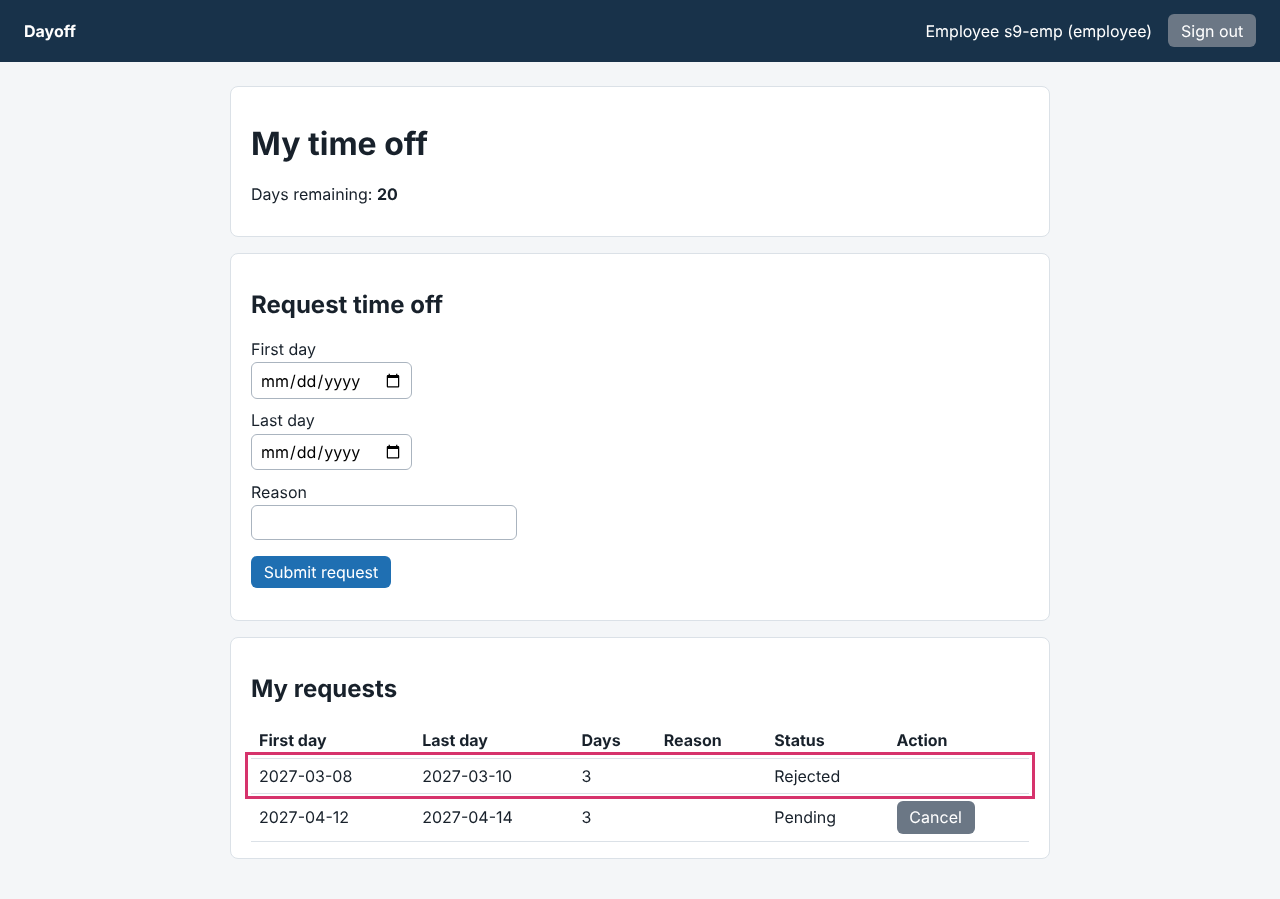 Dayoff
Employee s9-emp (employee) Sign out
My time off
Days remaining: 20
Request time off
First day
mm/dd/yyyy
Last day
mm/dd/yyyy
Reason
Submit request
My requests
First day Last day Days Reason Status Action
2027-03-08 2027-03-10 3 Rejected
2027-04-12 2027-04-14 3 Pending Cancel